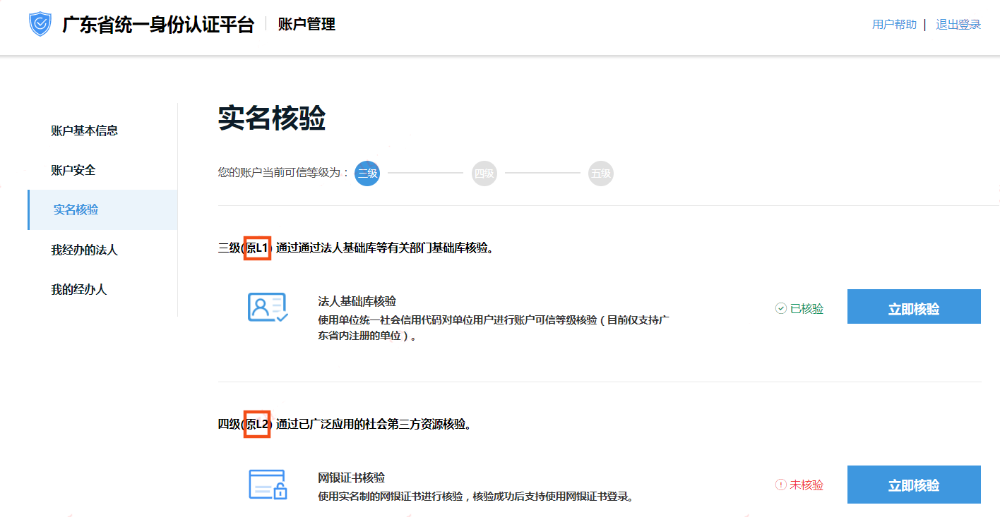 广东省统一身份认证平台 | 账户管理
用户帮助 | 退出登录
账户基本信息
账户安全
实名核验
我经办的法人
我的经办人
实名核验
您的账户当前可信等级为： 三级 四级 五级
三级(原L1) 通过通过法人基础库等有关部门基础库核验。
法人基础库核验
使用单位统一社会信用代码对单位用户进行账户可信等级核验（目前仅支持广
东省内注册的单位）。
已核验
立即核验
四级(原L2) 通过已广泛应用的社会第三方资源核验。
网银证书核验
使用实名制的网银证书进行核验，核验成功后支持使用网银证书登录。
未核验
立即核验